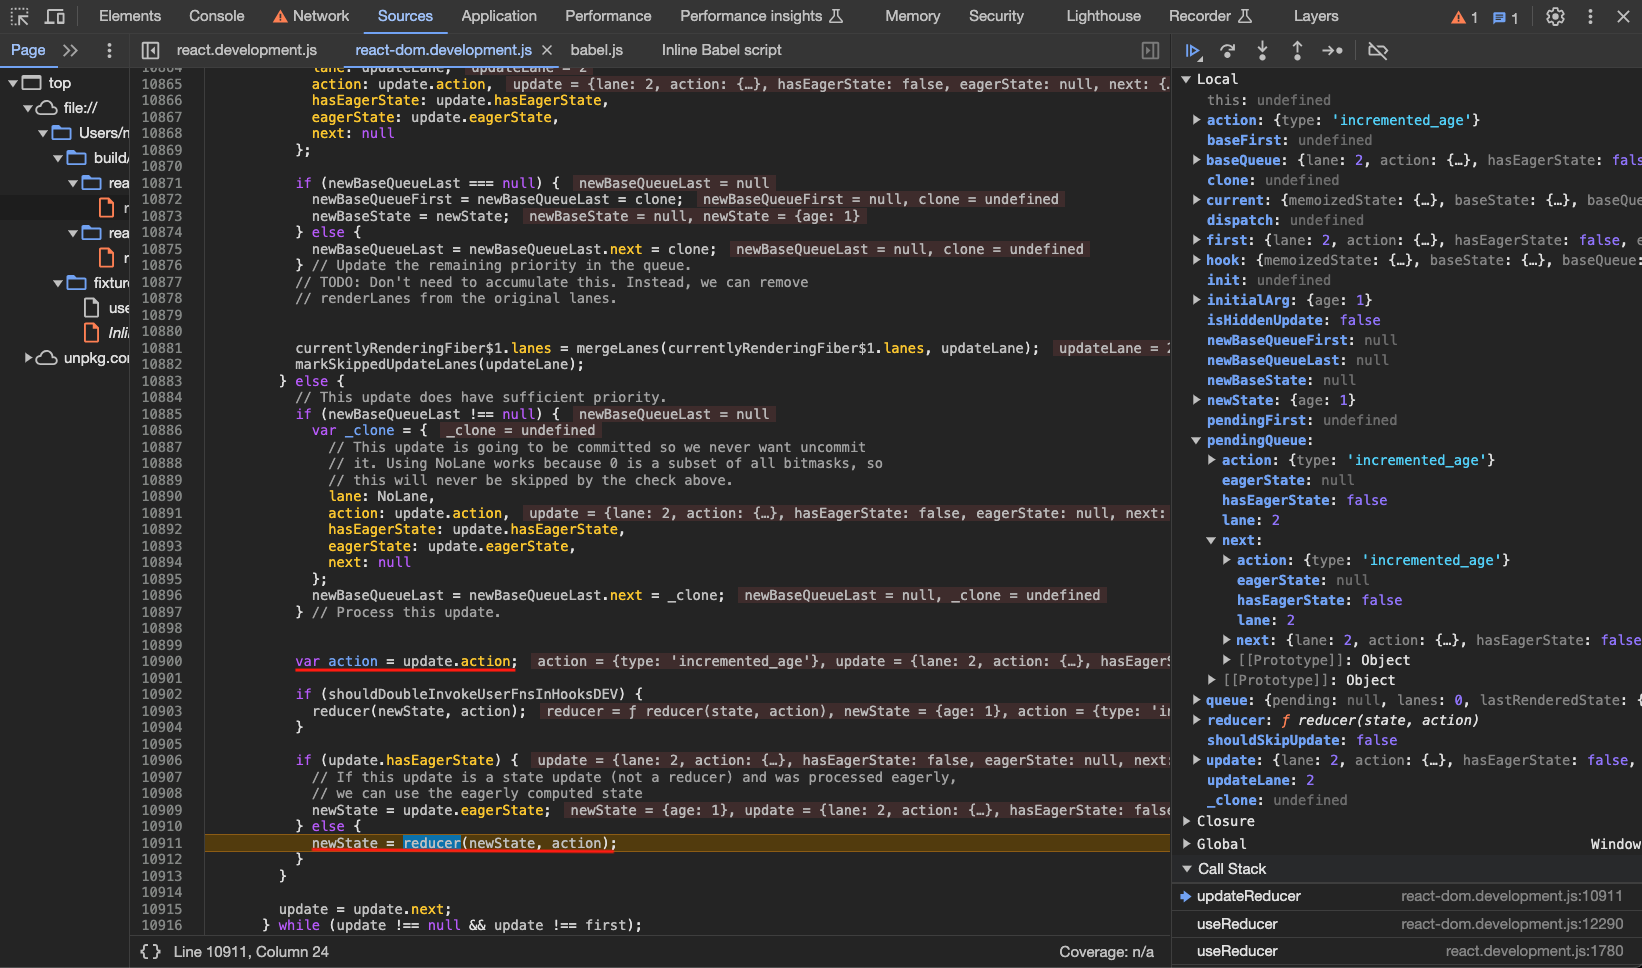 Elements Console Network Sources Application Performance Performance insights Memory Security Lighthouse Recorder Layers 1 1
Page react.development.js react-dom.development.js babel.js Inline Babel script
top
file://
Users/
build/
rea
rea
fixture
use
Inli
unpkg.co
10865 action: update.action, update = {lane: 2, action: {…}, hasEagerState: false, eagerState: null, next: {…
10866 hasEagerState: update.hasEagerState,
10867 eagerState: update.eagerState,
10868 next: null
10869 };
10870
10871 if (newBaseQueueLast === null) { newBaseQueueLast = null
10872 newBaseQueueFirst = newBaseQueueLast = clone; newBaseQueueFirst = null, clone = undefined
10873 newBaseState = newState; newBaseState = null, newState = {age: 1}
10874 } else {
10875 newBaseQueueLast = newBaseQueueLast.next = clone; newBaseQueueLast = null, clone = undefined
10876 } // Update the remaining priority in the queue.
10877 // TODO: Don't need to accumulate this. Instead, we can remove
10878 // renderLanes from the original lanes.
10879
10880
10881 currentlyRenderingFiber$1.lanes = mergeLanes(currentlyRenderingFiber$1.lanes, updateLane); updateLane = 2
10882 markSkippedUpdateLanes(updateLane);
10883 } else {
10884 // This update does have sufficient priority.
10885 if (newBaseQueueLast !== null) { newBaseQueueLast = null
10886 var _clone = { _clone = undefined
10887 // This update is going to be committed so we never want uncommit
10888 // it. Using NoLane works because 0 is a subset of all bitmasks, so
10889 // this will never be skipped by the check above.
10890 lane: NoLane,
10891 action: update.action, update = {lane: 2, action: {…}, hasEagerState: false, eagerState: null, next:
10892 hasEagerState: update.hasEagerState,
10893 eagerState: update.eagerState,
10894 next: null
10895 };
10896 newBaseQueueLast = newBaseQueueLast.next = _clone; newBaseQueueLast = null, _clone = undefined
10897 } // Process this update.
10898
10899
10900 var action = update.action; action = {type: 'incremented_age'}, update = {lane: 2, action: {…}, hasEagerS
10901
10902 if (shouldDoubleInvokeUserFnsInHooksDEV) {
10903 reducer(newState, action); reducer = ƒ reducer(state, action), newState = {age: 1}, action = {type: 'in
10904 }
10905
10906 if (update.hasEagerState) { update = {lane: 2, action: {…}, hasEagerState: false, eagerState: null, next:
10907 // If this update is a state update (not a reducer) and was processed eagerly,
10908 // we can use the eagerly computed state
10909 newState = update.eagerState; newState = {age: 1}, update = {lane: 2, action: {…}, hasEagerState: false
10910 } else {
10911 newState = reducer(newState, action);
10912 }
10913 }
10914
10915 update = update.next;
10916 } while (update !== null && update !== first);
{} Line 10911, Column 24 Coverage: n/a
Local
this: undefined
action: {type: 'incremented_age'}
baseFirst: undefined
baseQueue: {lane: 2, action: {…}, hasEagerState: fals
clone: undefined
current: {memoizedState: {…}, baseState: {…}, baseQue
dispatch: undefined
first: {lane: 2, action: {…}, hasEagerState: false, e
hook: {memoizedState: {…}, baseState: {…}, baseQueue:
init: undefined
initialArg: {age: 1}
isHiddenUpdate: false
newBaseQueueFirst: null
newBaseQueueLast: null
newBaseState: null
newState: {age: 1}
pendingFirst: undefined
pendingQueue:
action: {type: 'incremented_age'}
eagerState: null
hasEagerState: false
lane: 2
next:
action: {type: 'incremented_age'}
eagerState: null
hasEagerState: false
lane: 2
next: {lane: 2, action: {…}, hasEagerState: false
[[Prototype]]: Object
[[Prototype]]: Object
queue: {pending: null, lanes: 0, lastRenderedState: {
reducer: ƒ reducer(state, action)
shouldSkipUpdate: false
update: {lane: 2, action: {…}, hasEagerState: false,
updateLane: 2
_clone: undefined
Closure
Global Window
Call Stack
updateReducer react-dom.development.js:10911
useReducer react-dom.development.js:12290
useReducer react.development.js:1780